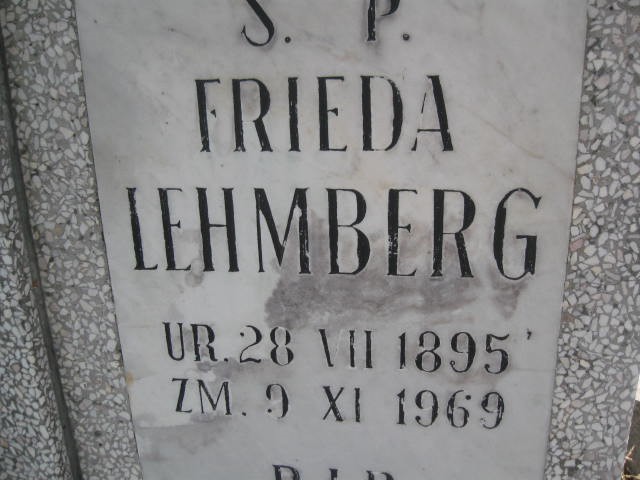 S. P.
FRIEDA
LEHMBERG
UR. 28 VII 1895
ZM. 9 XI 1969
R.I.P.